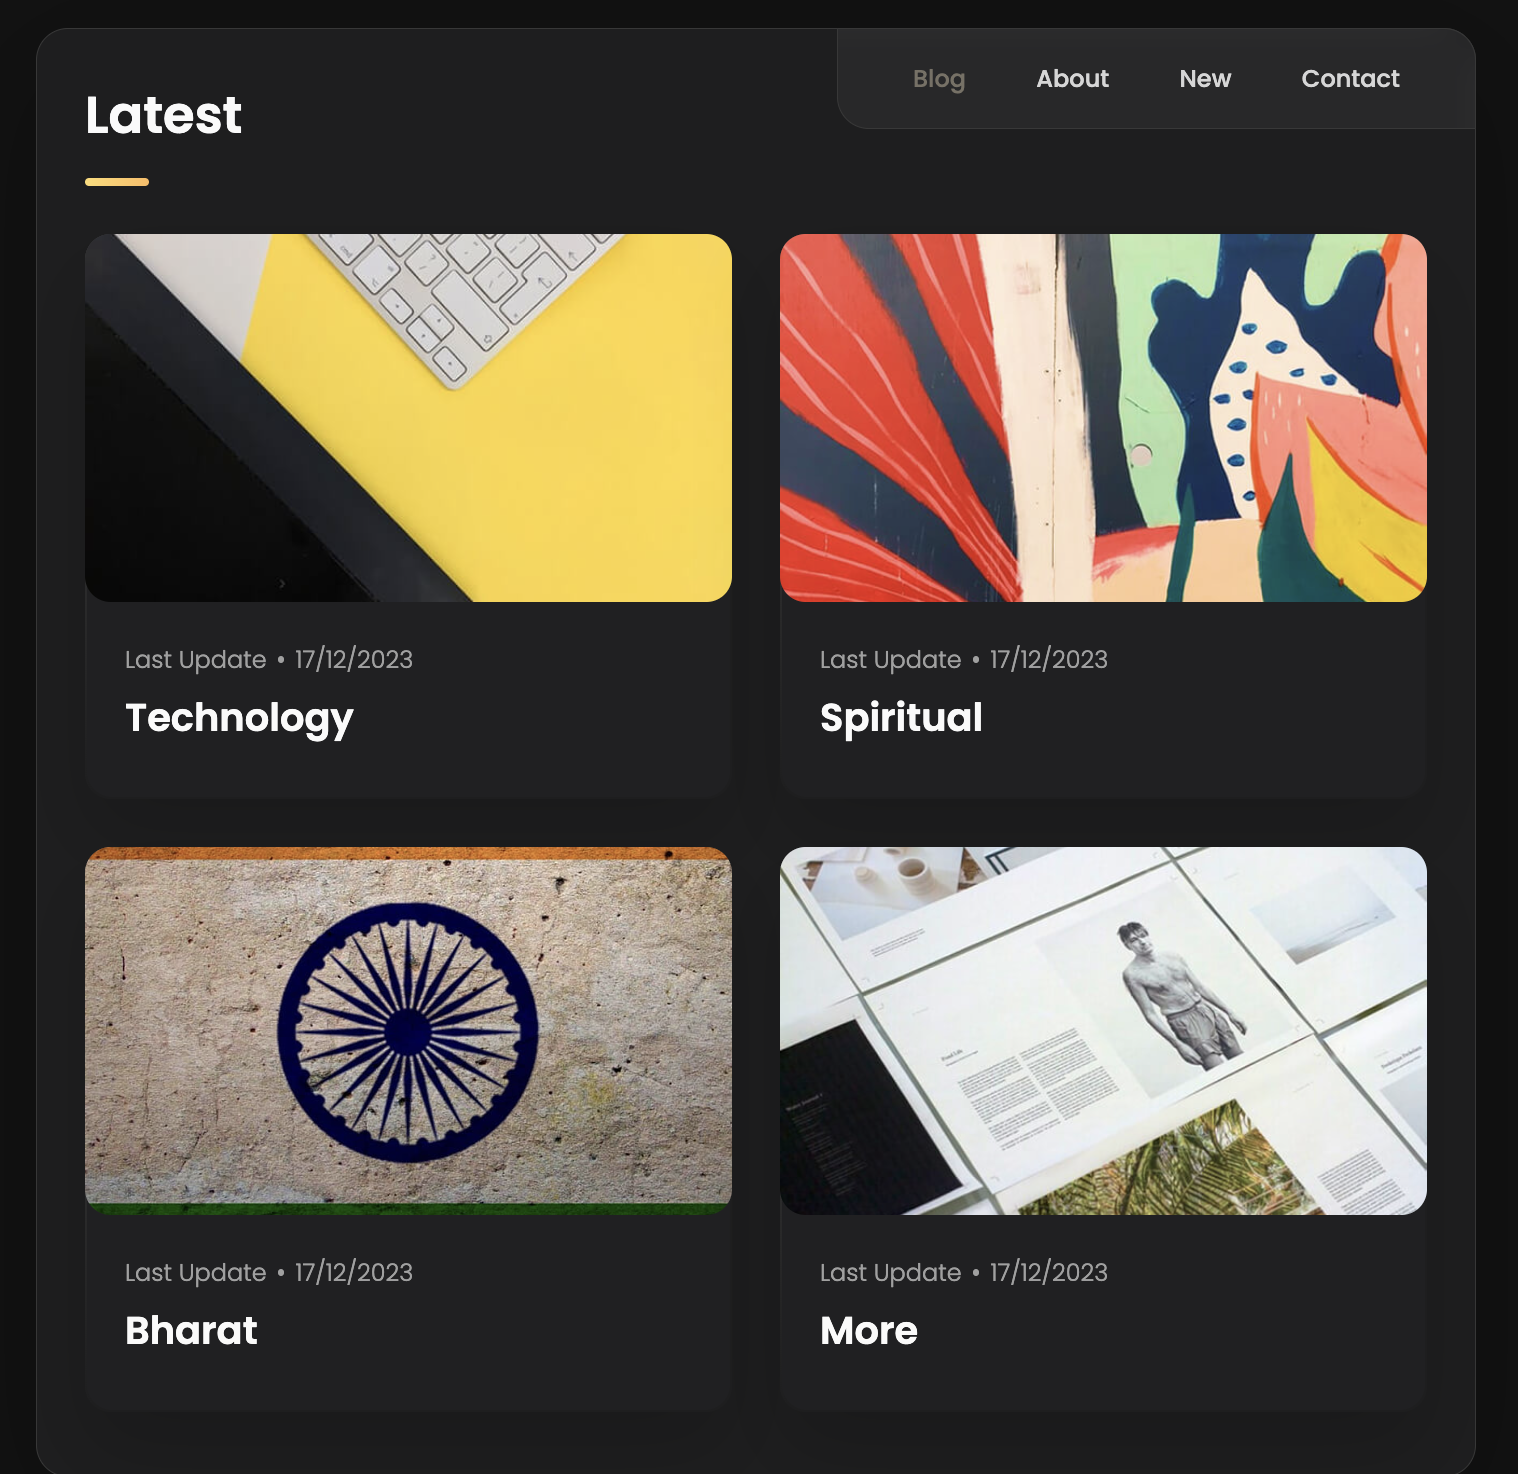 Blog About New Contact
Latest
Last Update • 17/12/2023
Technology
Last Update • 17/12/2023
Spiritual
Last Update • 17/12/2023
Bharat
Last Update • 17/12/2023
More